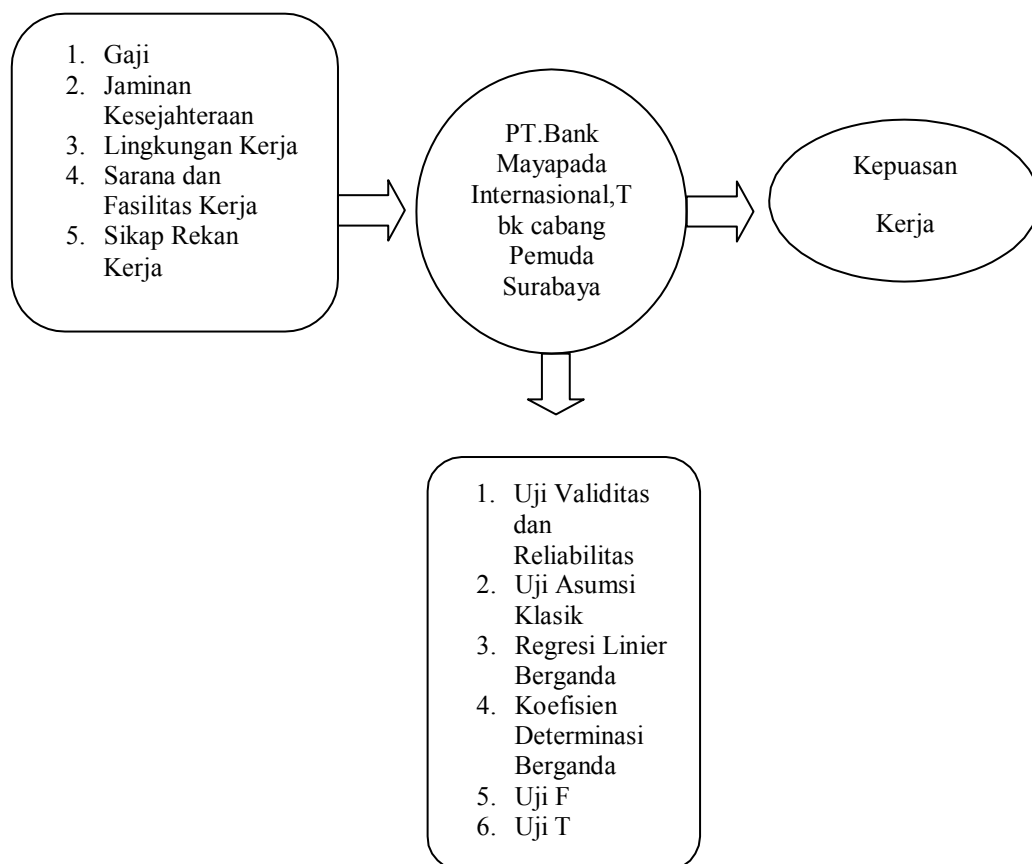 1. Gaji
2. Jaminan
Kesejahteraan
3. Lingkungan Kerja
4. Sarana dan
Fasilitas Kerja
5. Sikap Rekan
Kerja
PT.Bank
Mayapada
Internasional,T
bk cabang
Pemuda
Surabaya
Kepuasan
Kerja
1. Uji Validitas
dan
Reliabilitas
2. Uji Asumsi
Klasik
3. Regresi Linier
Berganda
4. Koefisien
Determinasi
Berganda
5. Uji F
6. Uji T